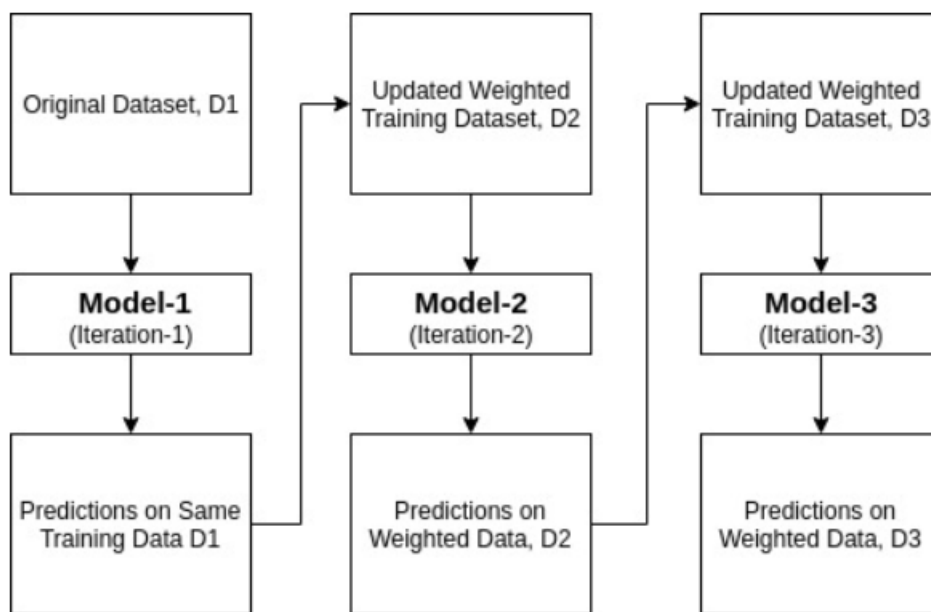 Original Dataset, D1
Updated Weighted
Training Dataset, D2
Updated Weighted
Training Dataset, D3
Model-1
(Iteration-1)
Model-2
(Iteration-2)
Model-3
(Iteration-3)
Predictions on Same
Training Data D1
Predictions on
Weighted Data, D2
Predictions on
Weighted Data, D3